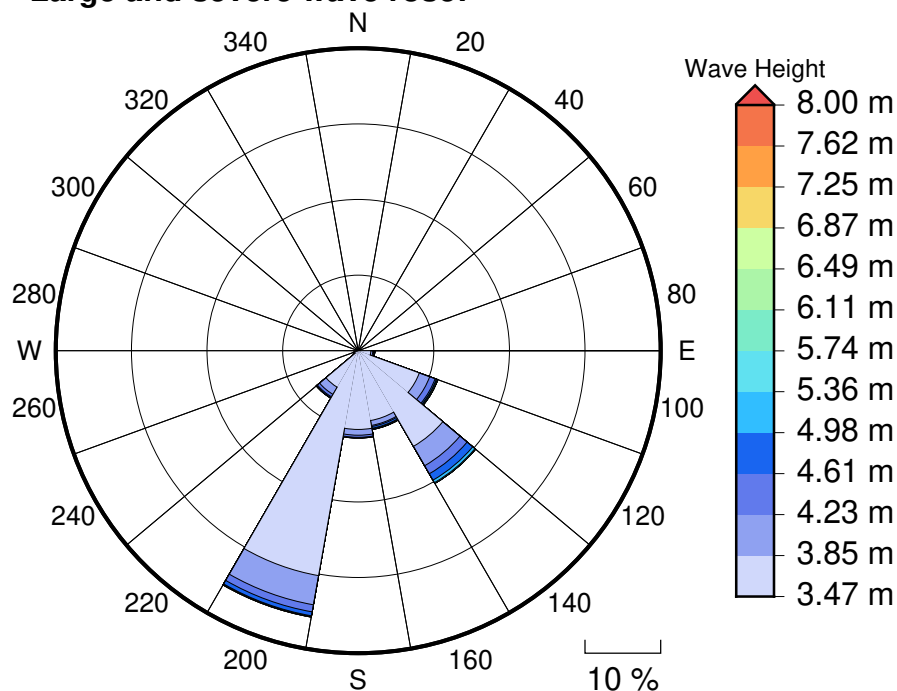 N
20
40
60
80
E
100
120
140
160
S
200
220
240
260
W
280
300
320
340
Wave Height
8.00 m
7.62 m
7.25 m
6.87 m
6.49 m
6.11 m
5.74 m
5.36 m
4.98 m
4.61 m
4.23 m
3.85 m
3.47 m
10 %